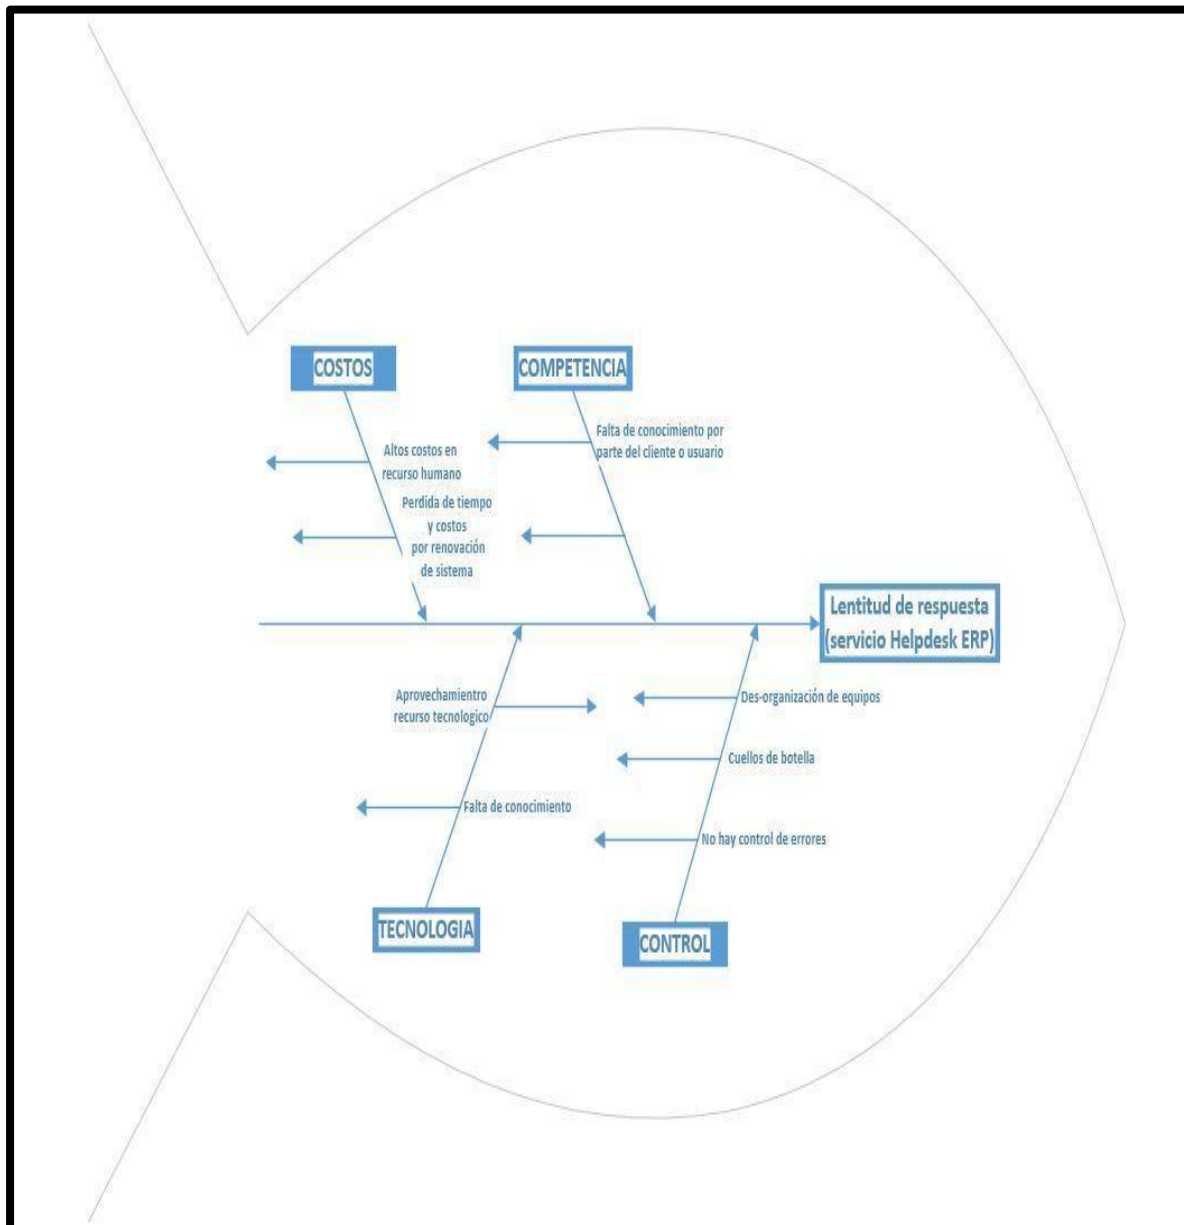 COSTOS
COMPETENCIA
Altos costos en
recurso humano
Perdida de tiempo
y costos
por renovación
de sistema
Falta de conocimiento por
parte del cliente o usuario
Lentitud de respuesta
(servicio Helpdesk ERP)
Aprovechamientro
recurso tecnologico
Falta de conocimiento
Des-organización de equipos
Cuellos de botella
No hay control de errores
TECNOLOGIA
CONTROL